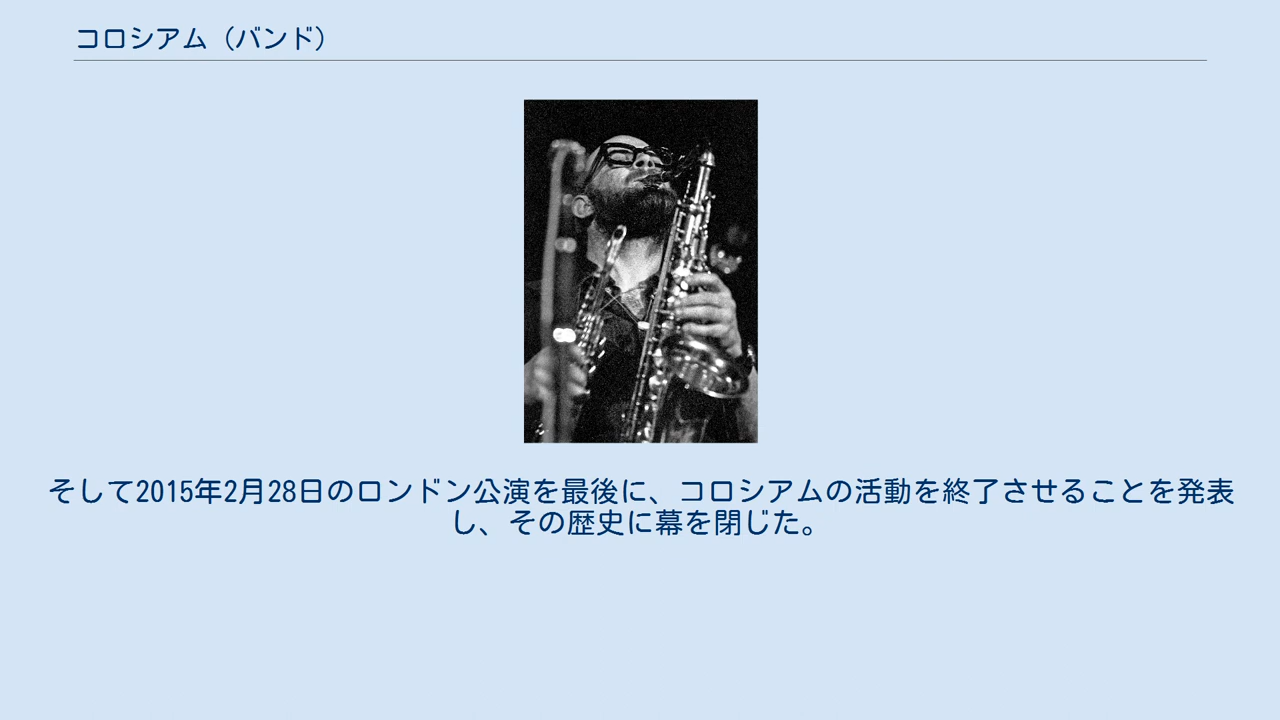 コロシアム（バンド）
そして2015年2月28日のロンドン公演を最後に、コロシアムの活動を終了させることを発表
し、その歴史に幕を閉じた。